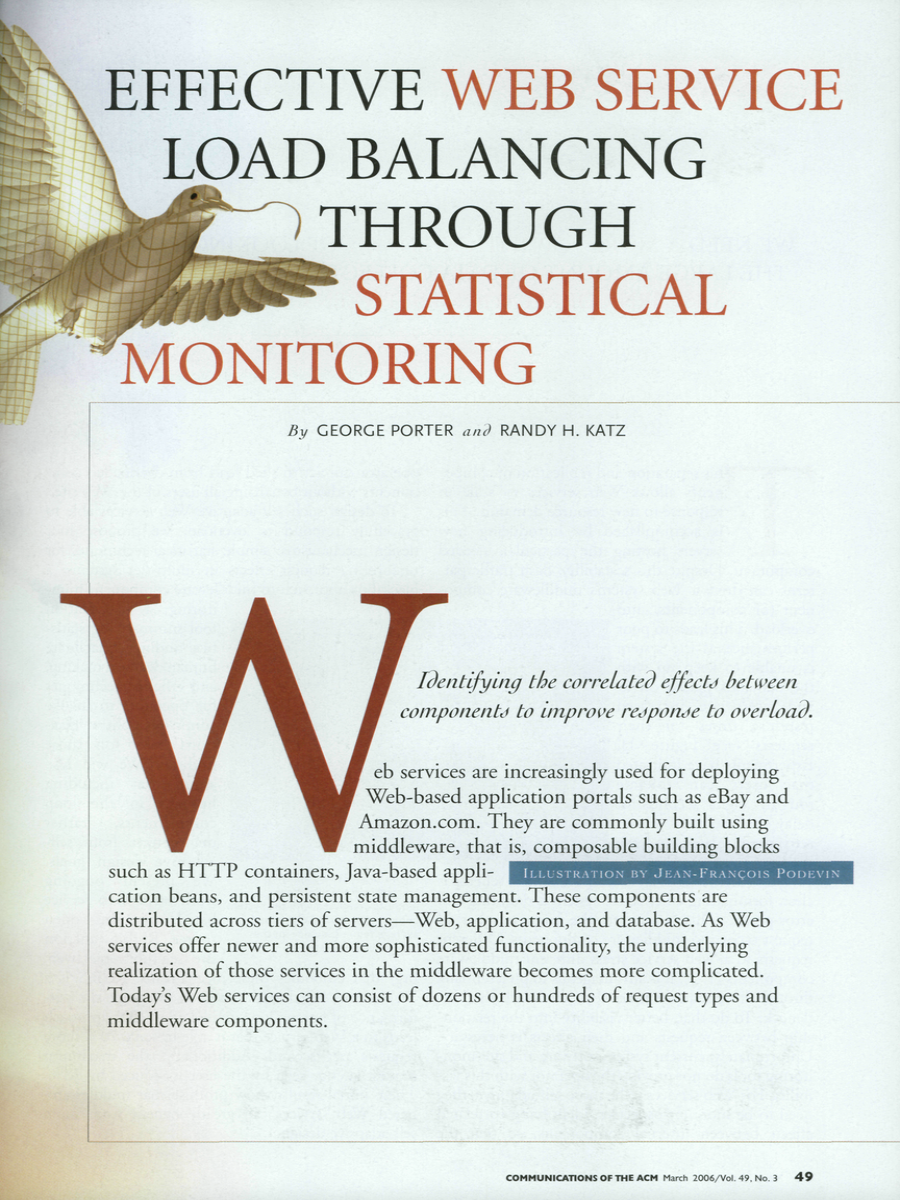 EFFECTIVE WEB SERVICE
LOAD BALANCING
THROUGH
STATISTICAL
MONITORING
By GEORGE PORTER and RANDY H. KATZ
Identifying the correlated effects between
components to improve response to overload.
Web services are increasingly used for deploying
Web-based application portals such as eBay and
Amazon.com. They are commonly built using
middleware, that is, composable building blocks
such as HTTP containers, Java-based appli-
ILLUSTRATION BY JEAN-FRANÇOIS PODEVIN
cation beans, and persistent state management. These components are
distributed across tiers of servers—Web, application, and database. As Web
services offer newer and more sophisticated functionality, the underlying
realization of those services in the middleware becomes more complicated.
Today's Web services can consist of dozens or hundreds of request types and
middleware components.
COMMUNICATIONS OF THE ACM March 2006/Vol. 49, No. 3 49